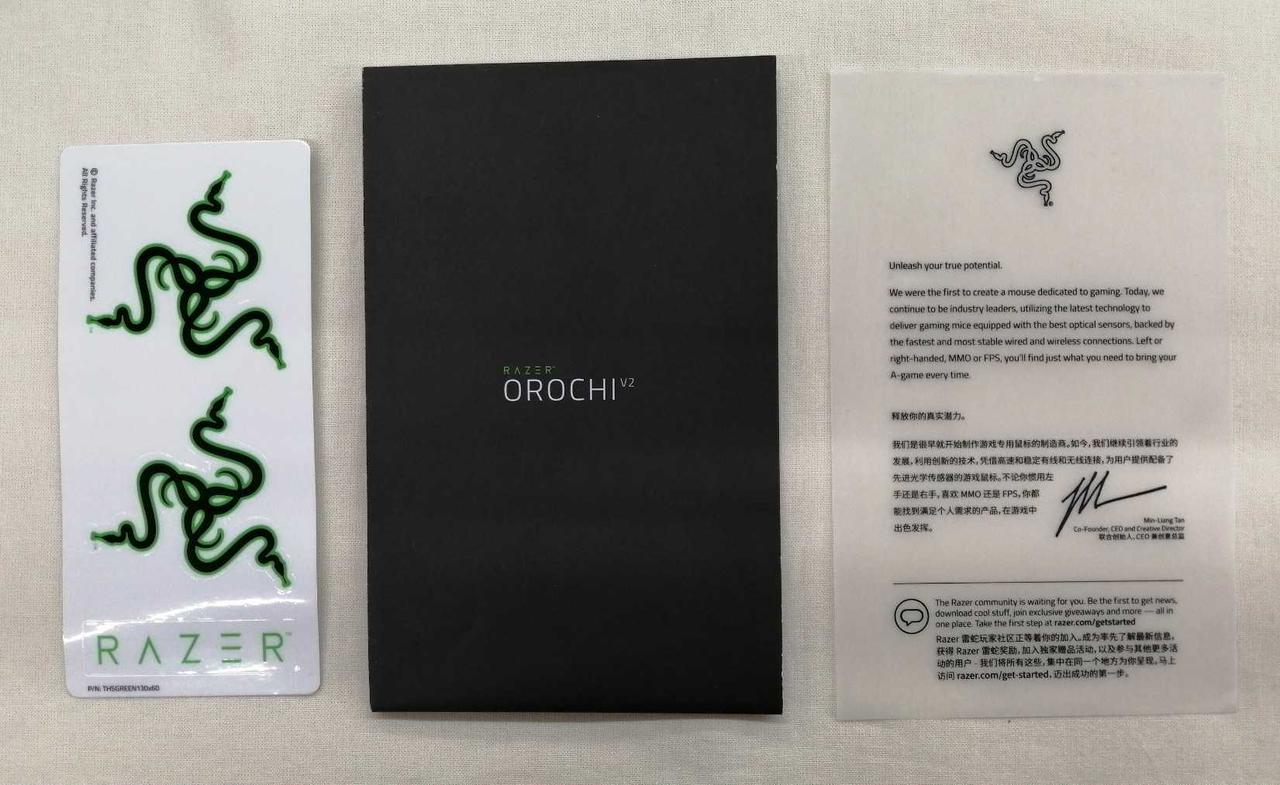 © Razer Inc. and affiliated companies.
All Rights Reserved.
RAZER™
P/N: THSGREEN130x60
RAZER™
OROCHI V2
Unleash your true potential.
We were the first to create a mouse dedicated to gaming. Today, we
continue to be industry leaders, utilizing the latest technology to
deliver gaming mice equipped with the best optical sensors, backed by
the fastest and most stable wired and wireless connections. Left or
right-handed, MMO or FPS, you'll find just what you need to bring your
A-game every time.
释放你的真实潜力。
我们是很早就开始制作游戏专用鼠标的制造商。如今，我们继续引领着行业的
发展，利用创新的技术，凭借高速和稳定有线和无线连接，为用户提供配备了
先进光学传感器的游戏鼠标。不论你惯用左
手还是右手，喜欢 MMO 还是 FPS，你都
能找到满足个人需求的产品，在游戏中
出色发挥。
Min-Liang Tan
Co-Founder, CEO and Creative Director
联合创始人、CEO 兼创意总监
The Razer community is waiting for you. Be the first to get news,
download cool stuff, join exclusive giveaways and more — all in
one place. Take the first step at razer.com/getstarted
Razer 雷蛇玩家社区正等着你的加入。成为率先了解最新信息，
获得 Razer 雷蛇奖励，加入独家赠品活动，以及参与其他更多活
动的用户 - 我们将所有这些，集中在同一个地方为你呈现。马上
访问 razer.com/get-started，迈出成功的第一步。